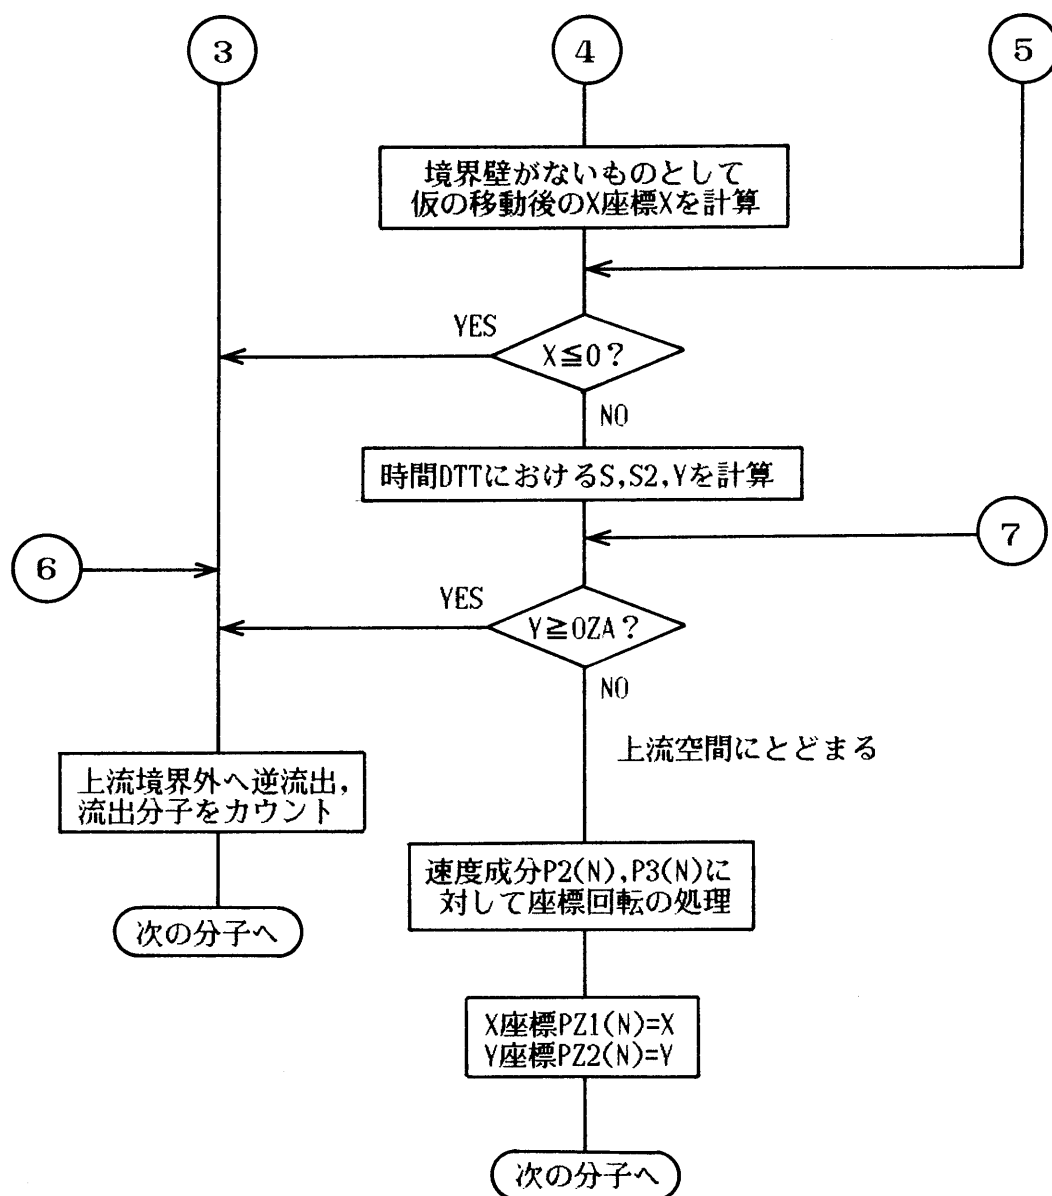 3
4
5
境界壁がないものとして
仮の移動後のX座標Xを計算
YES
X≦0?
NO
時間DTTにおけるS,S2,Yを計算
7
6
YES
Y≧OZA?
NO
上流空間にとどまる
上流境界外へ逆流出,
流出分子をカウント
速度成分P2(N),P3(N)に
対して座標回転の処理
次の分子へ
X座標PZ1(N)=X
Y座標PZ2(N)=Y
次の分子へ